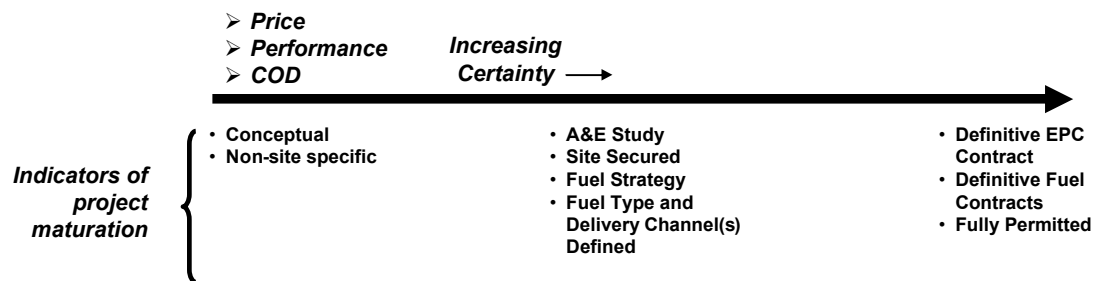 ➢ Price
➢ Performance
➢ COD
Increasing
Certainty
• Conceptual
• Non-site specific
• A&E Study
• Site Secured
• Fuel Strategy
• Fuel Type and
Delivery Channel(s)
Defined
• Definitive EPC
Contract
• Definitive Fuel
Contracts
• Fully Permitted
Indicators of
project
maturation